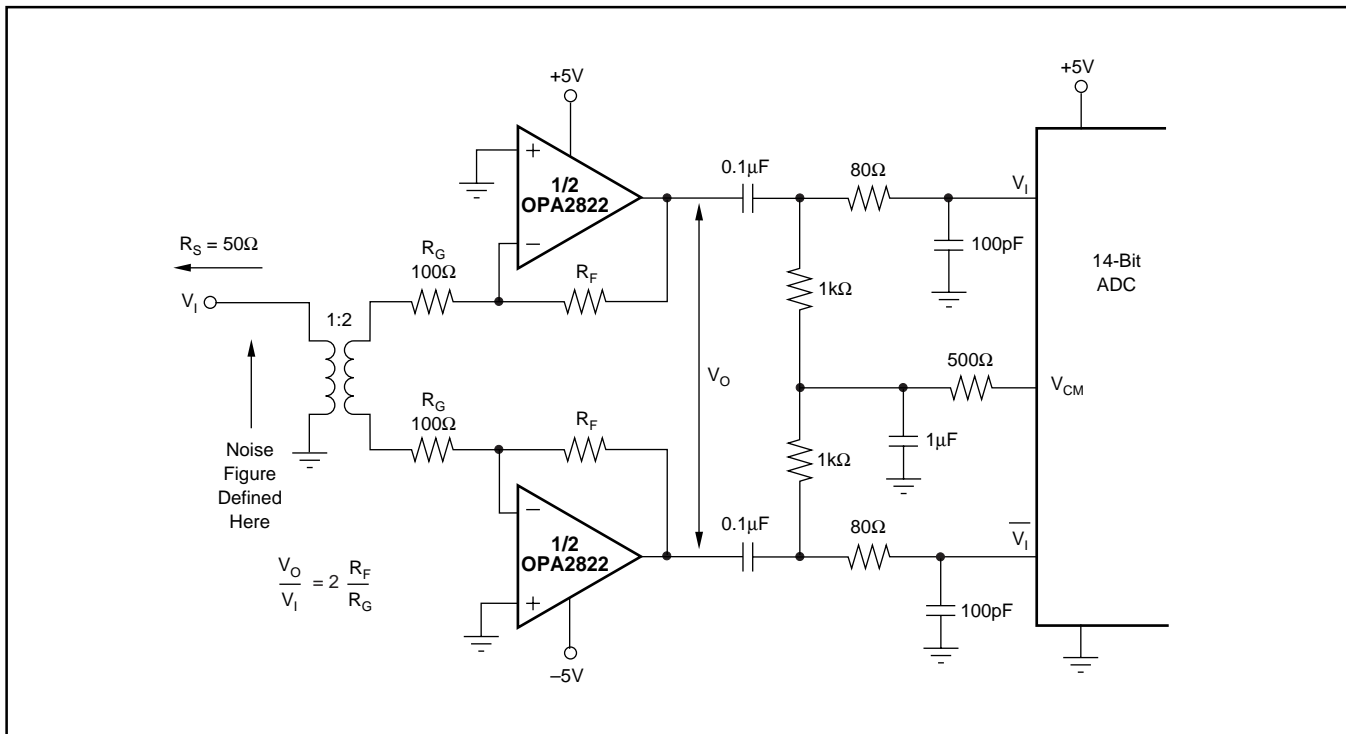 +5V
+5V
+
1/2
OPA2822
−
0.1μF
80Ω
V_I
100pF
14-Bit
ADC
R_S = 50Ω
V_I
1:2
R_G
100Ω
R_F
1kΩ
V_O
500Ω
V_CM
1μF
R_G
100Ω
R_F
1kΩ
Noise
Figure
Defined
Here
−
1/2
OPA2822
+
0.1μF
80Ω
V̅_I̅
100pF
V_O / V_I = 2 R_F / R_G
–5V